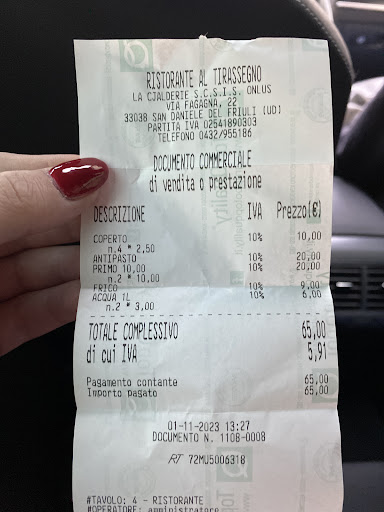 RISTORANTE AL TIRASSEGNO
LA CJALDERIE S.C.S.I.S. ONLUS
VIA FAGAGNA, 22
33038 SAN DANIELE DEL FRIULI (UD)
PARTITA IVA 02541890303
TELEFONO 0432/955186
DOCUMENTO COMMERCIALE
di vendita o prestazione
DESCRIZIONE IVA Prezzo(€)
COPERTO 10% 10,00
n.4 * 2,50
ANTIPASTO 10% 20,00
PRIMO 10,00 10% 20,00
n.2 * 10,00
FRICO 10% 9,00
ACQUA 1L 10% 6,00
n.2 * 3,00
TOTALE COMPLESSIVO 65,00
di cui IVA 5,91
Pagamento contante 65,00
Importo pagato 65,00
01-11-2023 13:27
DOCUMENTO N. 1108-0008
RT 72MU5006318
#TAVOLO: 4 - RISTORANTE
#OPERATORE: amministratore